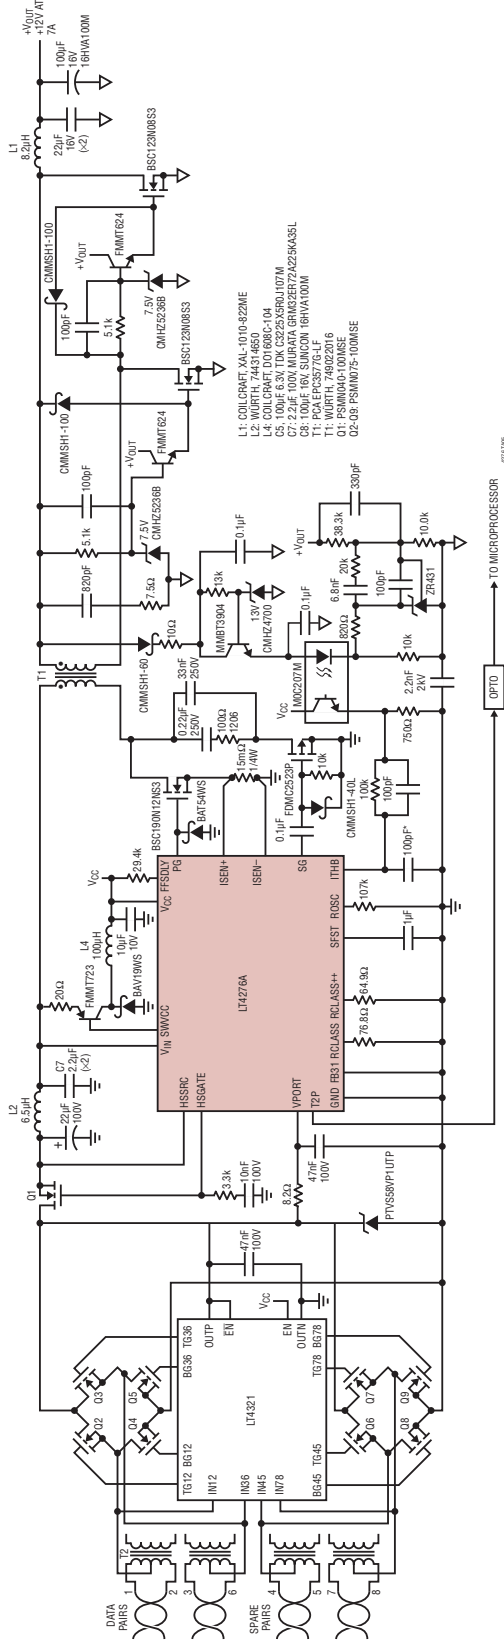 DATA
PAIRS
1
2
3
6
SPARE
PAIRS
4
5
7
8
T2
Q2
Q3
Q4
Q5
Q6
Q7
Q8
Q9
TG12
BG12
BG36
TG36
IN12
IN36
IN45
IN78
LT4321
OUTP
EN
EN
OUTN
BG45
TG45
TG78
BG78
VCC
47nF
100V
Q1
3.3k
10nF
100V
8.2Ω
47nF
100V
PTVS58VP1UTP
+
22µF
100V
L2
6.5µH
C7
2.2µF
(×2)
20Ω
FMMT723
BAV19WS
L4
100µH
10µF
10V
VCC
29.4k
HSSRC
HSGATE
VIN
SWVCC
VCC
FFSDLY
PG
ISEN+
ISEN–
SG
LT4276A
VPORT
T2P
GND
FB31
RCLASS
RCLASS++
SFST
ROSC
ITHB
76.8Ω
64.9Ω
1µF
107k
100pF*
BSC190N12NS3
BAT54WS
15mΩ
1/4W
0.1µF
FDMC2523P
10k
CMMSH1-40L
100k
100pF
0.22µF
250V
100Ω
1206
33nF
250V
T1
CMMSH1-60
10Ω
820pF
7.5Ω
5.1k
100pF
7.5V
CMHZ5236B
+VOUT
FMMT624
CMMSH1-100
BSC123N08S3
100pF
5.1k
7.5V
CMHZ5236B
+VOUT
FMMT624
CMMSH1-100
BSC123N08S3
L1
8.2µH
22µF
16V
(×2)
100µF
16V
16HVA100M
+VOUT
+12V AT
7A
MMBT3904
13k
0.1µF
13V
CMHZ4700
0.1µF
VCC
MOC207M
750Ω
820Ω
10k
2.2nF
2kV
6.8nF
20k
100pF
ZR431
+VOUT
38.3k
330pF
10.0k
L1: COILCRAFT, XAL-1010-822ME
L2: WÜRTH, 744314650
L4: COILCRAFT, DO1608C-104
C5, 100µF 6.3V, TDK C3225X5R0J107M
C7: 2.2µF 100V, MURATA GRM32ER72A225KA35L
C8: 100µF 16V, SUNCON 16HVA100M
T1: PCA EPC3577G-LF
T1: WÜRTH, 749022016
Q1: PSMN040-100MSE
Q2-Q9: PSMN075-100MSE
OPTO
TO MICROPROCESSOR